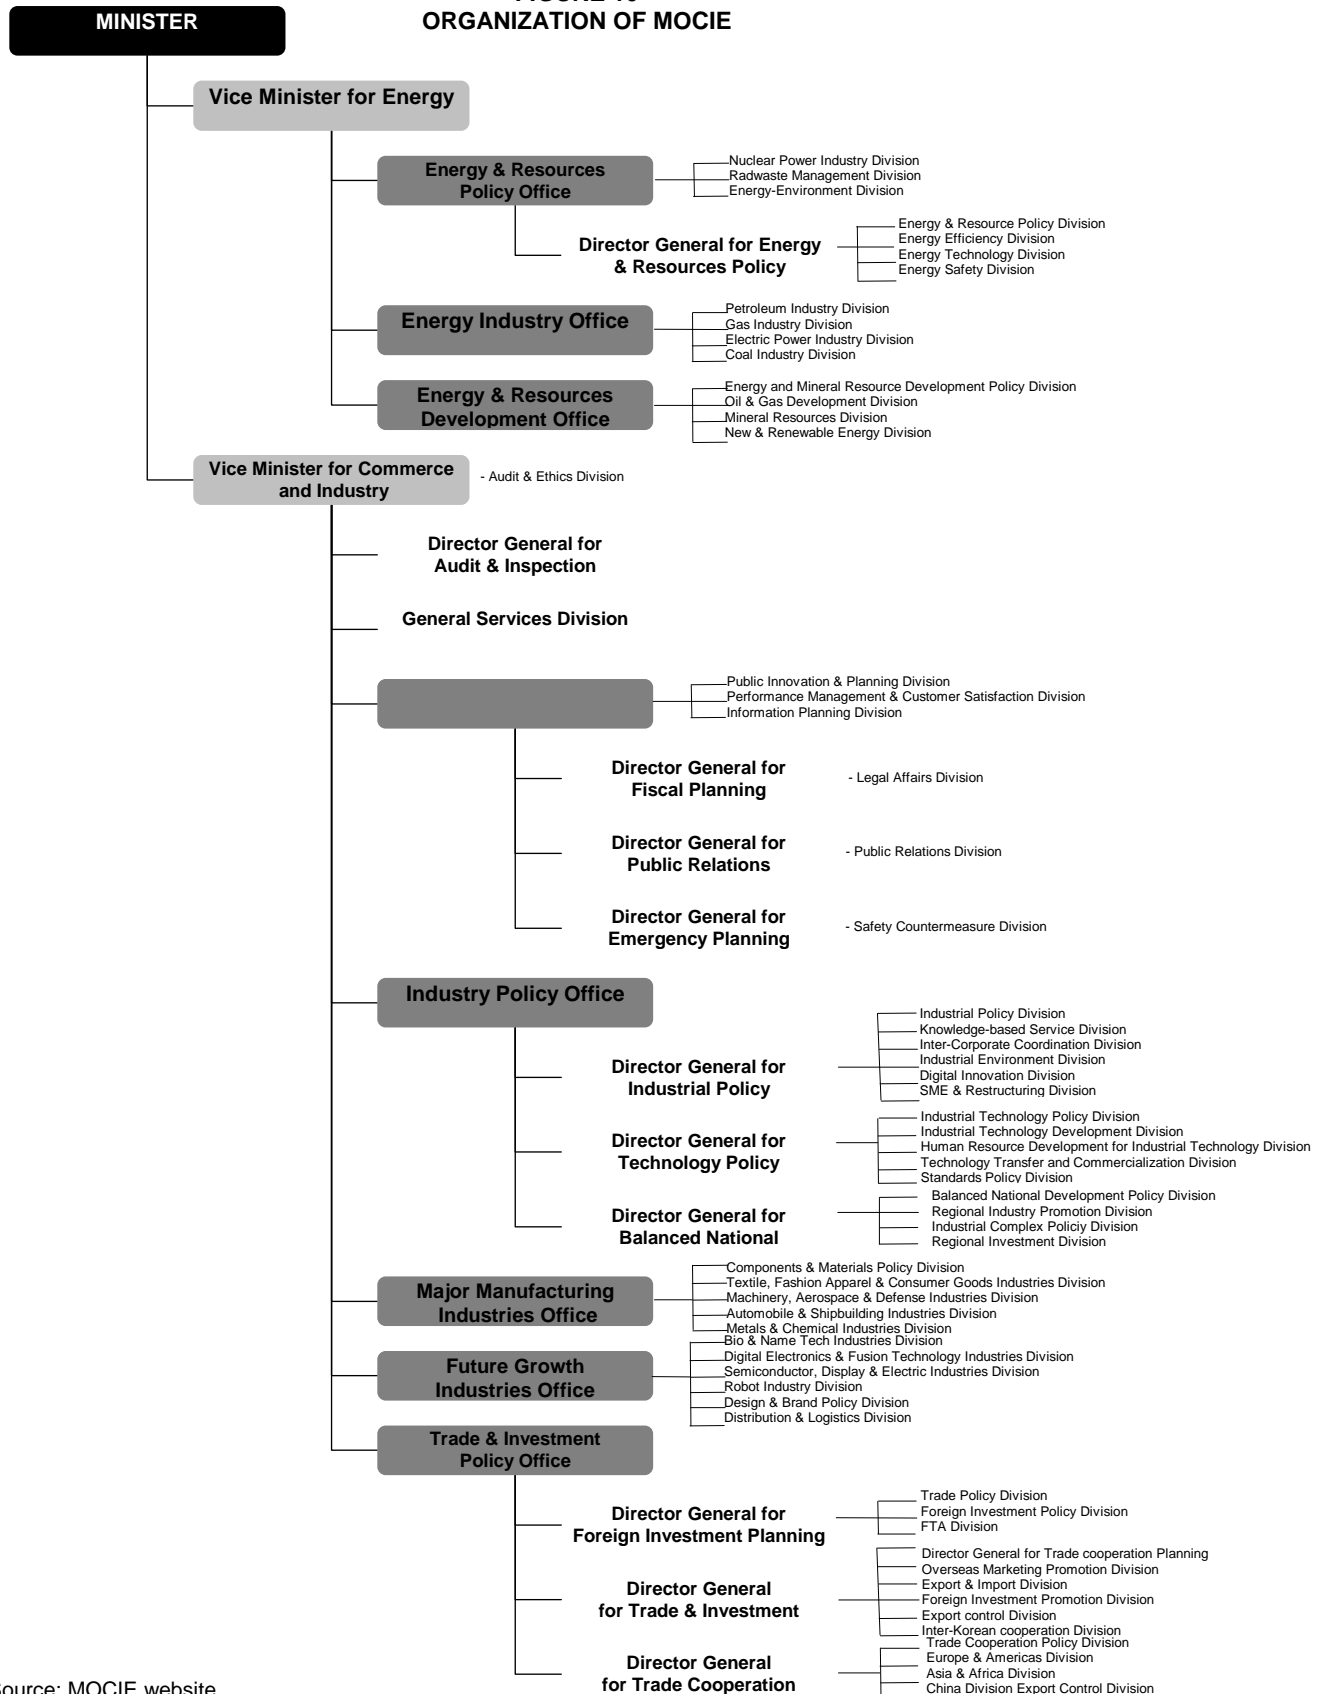 MINISTER
ORGANIZATION OF MOCIE
Vice Minister for Energy
Energy & Resources
Policy Office
Nuclear Power Industry Division
Radwaste Management Division
Energy-Environment Division
Director General for Energy
& Resources Policy
Energy & Resource Policy Division
Energy Efficiency Division
Energy Technology Division
Energy Safety Division
Energy Industry Office
Petroleum Industry Division
Gas Industry Division
Electric Power Industry Division
Coal Industry Division
Energy & Resources
Development Office
Energy and Mineral Resource Development Policy Division
Oil & Gas Development Division
Mineral Resources Division
New & Renewable Energy Division
Vice Minister for Commerce
and Industry
- Audit & Ethics Division
Director General for
Audit & Inspection
General Services Division
Public Innovation & Planning Division
Performance Management & Customer Satisfaction Division
Information Planning Division
Director General for
Fiscal Planning
- Legal Affairs Division
Director General for
Public Relations
- Public Relations Division
Director General for
Emergency Planning
- Safety Countermeasure Division
Industry Policy Office
Director General for
Industrial Policy
Industrial Policy Division
Knowledge-based Service Division
Inter-Corporate Coordination Division
Industrial Environment Division
Digital Innovation Division
SME & Restructuring Division
Director General for
Technology Policy
Industrial Technology Policy Division
Industrial Technology Development Division
Human Resource Development for Industrial Technology Division
Technology Transfer and Commercialization Division
Standards Policy Division
Director General for
Balanced National
Balanced National Development Policy Division
Regional Industry Promotion Division
Industrial Complex Policiy Division
Regional Investment Division
Major Manufacturing
Industries Office
Components & Materials Policy Division
Textile, Fashion Apparel & Consumer Goods Industries Division
Machinery, Aerospace & Defense Industries Division
Automobile & Shipbuilding Industries Division
Metals & Chemical Industries Division
Future Growth
Industries Office
Bio & Name Tech Industries Division
Digital Electronics & Fusion Technology Industries Division
Semiconductor, Display & Electric Industries Division
Robot Industry Division
Design & Brand Policy Division
Distribution & Logistics Division
Trade & Investment
Policy Office
Director General for
Foreign Investment Planning
Trade Policy Division
Foreign Investment Policy Division
FTA Division
Director General
for Trade & Investment
Director General for Trade cooperation Planning
Overseas Marketing Promotion Division
Export & Import Division
Foreign Investment Promotion Division
Export control Division
Inter-Korean cooperation Division
Director General
for Trade Cooperation
Trade Cooperation Policy Division
Europe & Americas Division
Asia & Africa Division
China Division Export Control Division
Source: MOCIE website